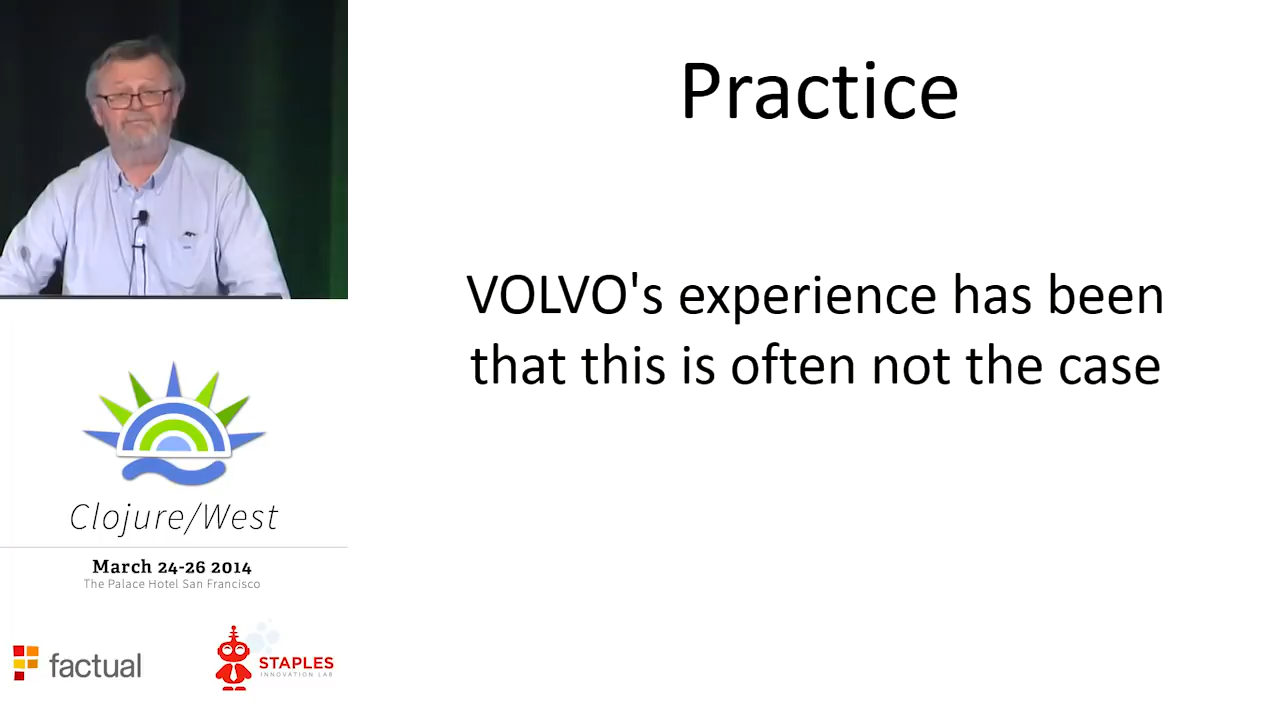 Practice
VOLVO's experience has been
that this is often not the case
Clojure/West
March 24-26 2014
The Palace Hotel San Francisco
factual
STAPLES
INNOVATION LAB